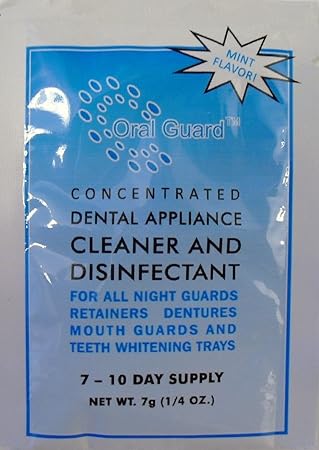 MINT
FLAVOR!
Oral Guard™
CONCENTRATED
DENTAL APPLIANCE
CLEANER AND
DISINFECTANT
FOR ALL NIGHT GUARDS
RETAINERS DENTURES
MOUTH GUARDS AND
TEETH WHITENING TRAYS
7 – 10 DAY SUPPLY
NET WT. 7g (1/4 OZ.)